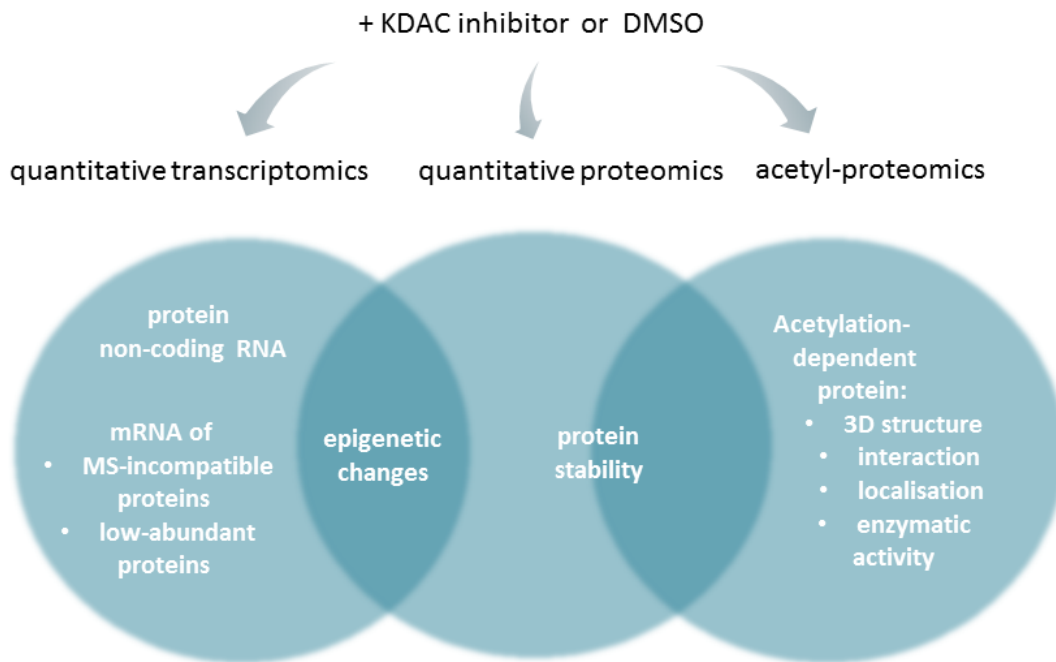 + KDAC inhibitor or DMSO
quantitative transcriptomics
quantitative proteomics
acetyl-proteomics
protein
non-coding RNA
mRNA of
• MS-incompatible
proteins
• low-abundant
proteins
epigenetic
changes
protein
stability
Acetylation-
dependent
protein:
• 3D structure
• interaction
• localisation
• enzymatic
activity